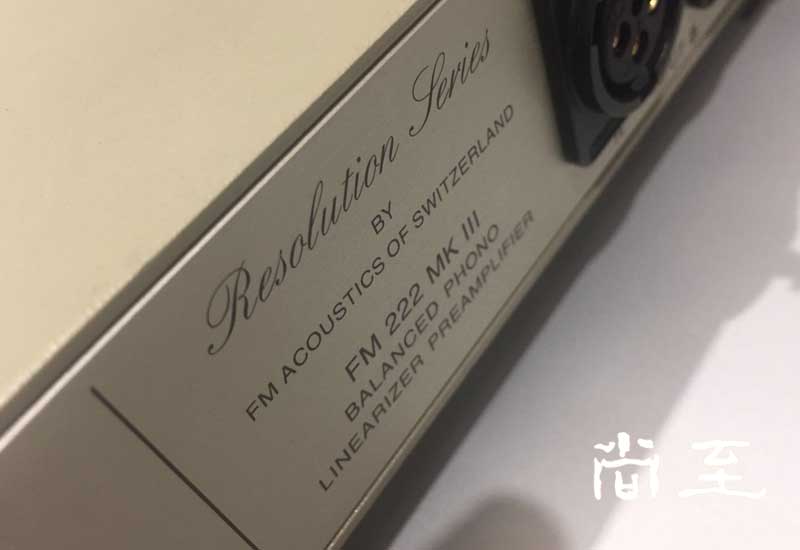 Resolution Series
BY
FM ACOUSTICS OF SWITZERLAND
FM 222 MK III
BALANCED PHONO
LINEARIZER PREAMPLIFIER
尚至